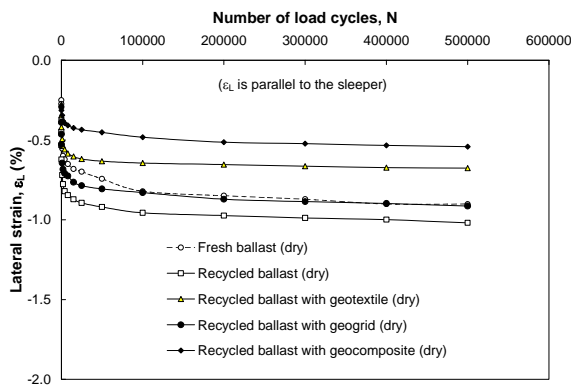 Number of load cycles, N
0 100000 200000 300000 400000 500000 600000
0.0
(εL is parallel to the sleeper)
-0.5
Lateral strain, εL (%)
-1.0
Fresh ballast (dry)
Recycled ballast (dry)
-1.5
Recycled ballast with geotextile (dry)
Recycled ballast with geogrid (dry)
Recycled ballast with geocomposite (dry)
-2.0